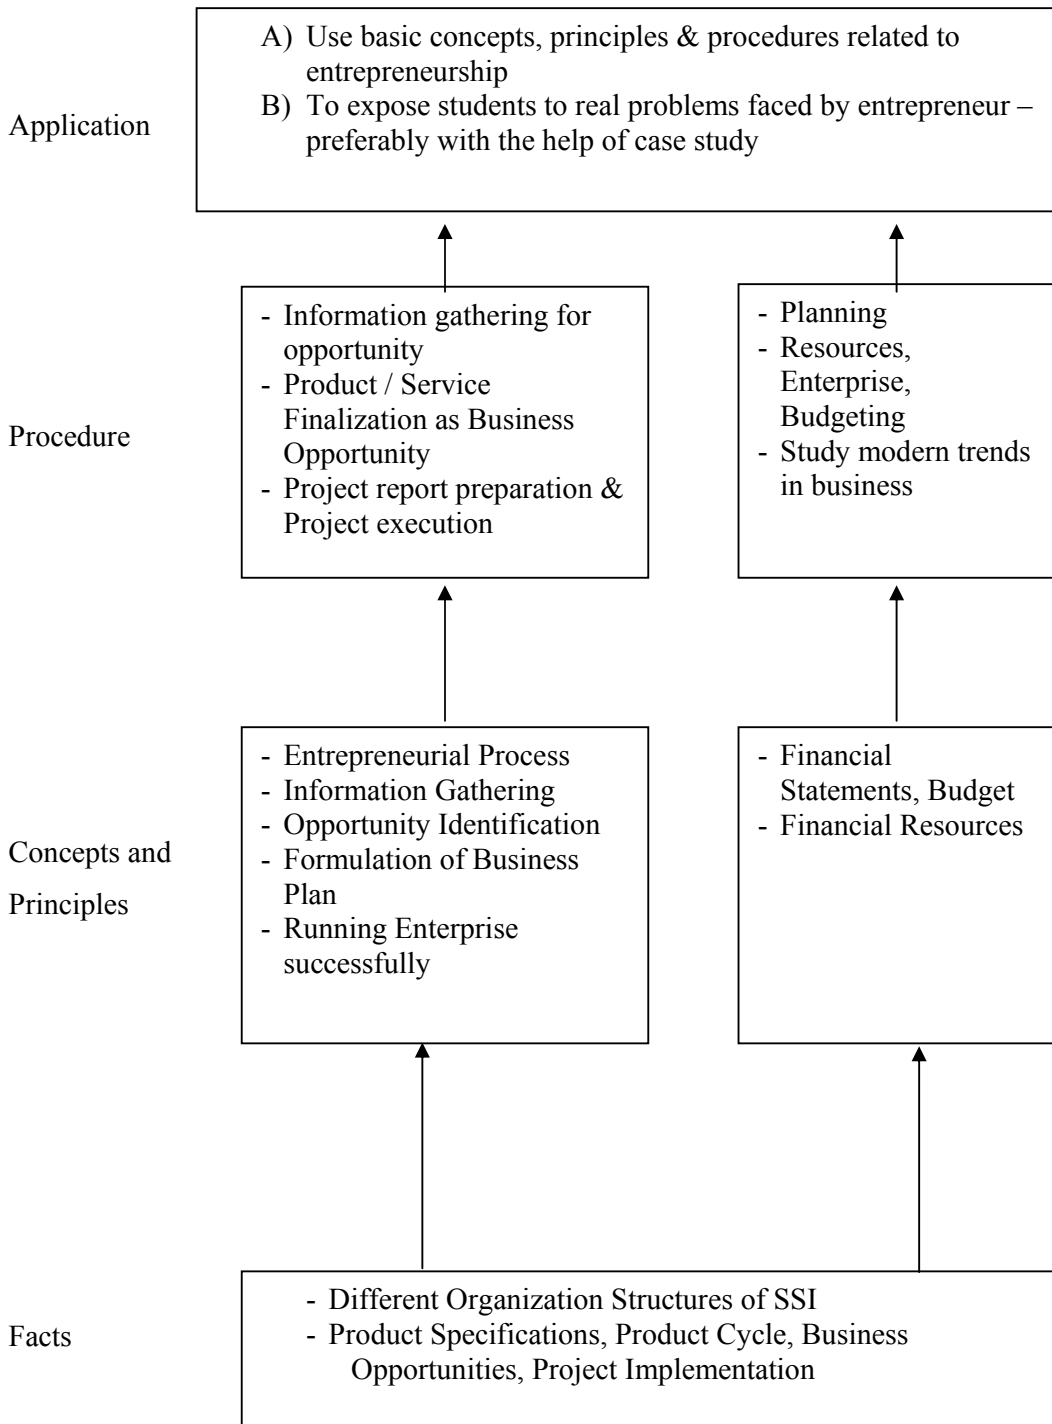 A) Use basic concepts, principles & procedures related to
entrepreneurship
B) To expose students to real problems faced by entrepreneur –
preferably with the help of case study
Application
- Information gathering for
opportunity
- Product / Service
Finalization as Business
Opportunity
- Project report preparation &
Project execution
- Planning
- Resources,
Enterprise,
Budgeting
- Study modern trends
in business
Procedure
- Entrepreneurial Process
- Information Gathering
- Opportunity Identification
- Formulation of Business
Plan
- Running Enterprise
successfully
- Financial
Statements, Budget
- Financial Resources
Concepts and
Principles
- Different Organization Structures of SSI
- Product Specifications, Product Cycle, Business
Opportunities, Project Implementation
Facts